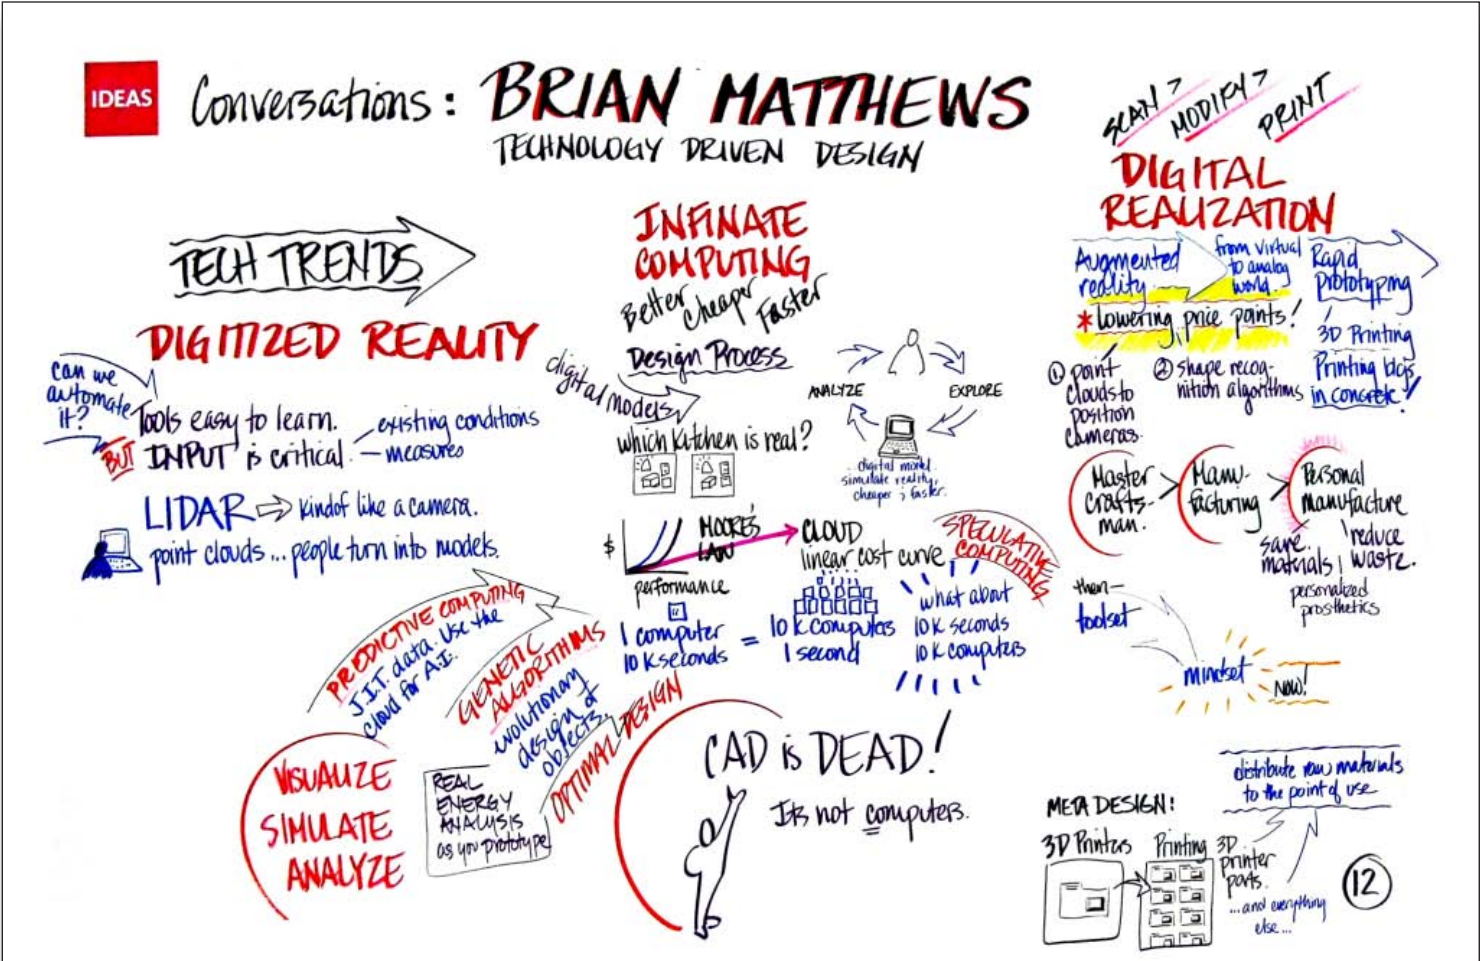 IDEAS
Conversations: BRIAN MATTHEWS
TECHNOLOGY DRIVEN DESIGN
TECH TRENDS
DIGITIZED REALITY
can we
automate
it?
Tools easy to learn.
BUT INPUT is critical.
existing conditions
measures
LIDAR kind of like a camera.
point clouds... people turn into models.
PREDICTIVE COMPUTING
J.I.T. data. Use the
cloud for A.I.
GENETIC
ALGORITHMS
evolutionary
design of
objects.
OPTIMAL DESIGN
VISUALIZE
SIMULATE
ANALYZE
REAL
ENERGY
ANALYSIS
as you prototype
INFINATE
COMPUTING
Better Cheaper Faster
Design Process
digital models
which kitchen is real?
ANALYZE
EXPLORE
digital model.
simulate reality,
cheaper & faster.
$
MOORE'S
LAW
performance
CLOUD
linear cost curve
SPECULATIVE
COMPUTING
1 computer
10 K seconds
=
10 K computers
1 second
what about
10 K seconds
10 K computers
CAD is DEAD!
It's not computers.
SCAN > MODIFY > PRINT
DIGITAL
REALIZATION
Augmented
reality
from virtual
to analog
world.
Rapid
Prototyping
* lowering price points!
3D Printing
Printing bldgs
in concrete!
① point
clouds to
position
cameras.
② shape recog-
nition algorithms
Master
Crafts-
man.
>
Manu-
facturing
>
Personal
manufacture
save
materials
reduce
waste.
personalized
prosthetics
then—
toolset
mindset
Now!
META DESIGN:
3D Printers
Printing 3D
printer
parts.
...and everything
else...
distribute raw materials
to the point of use
12